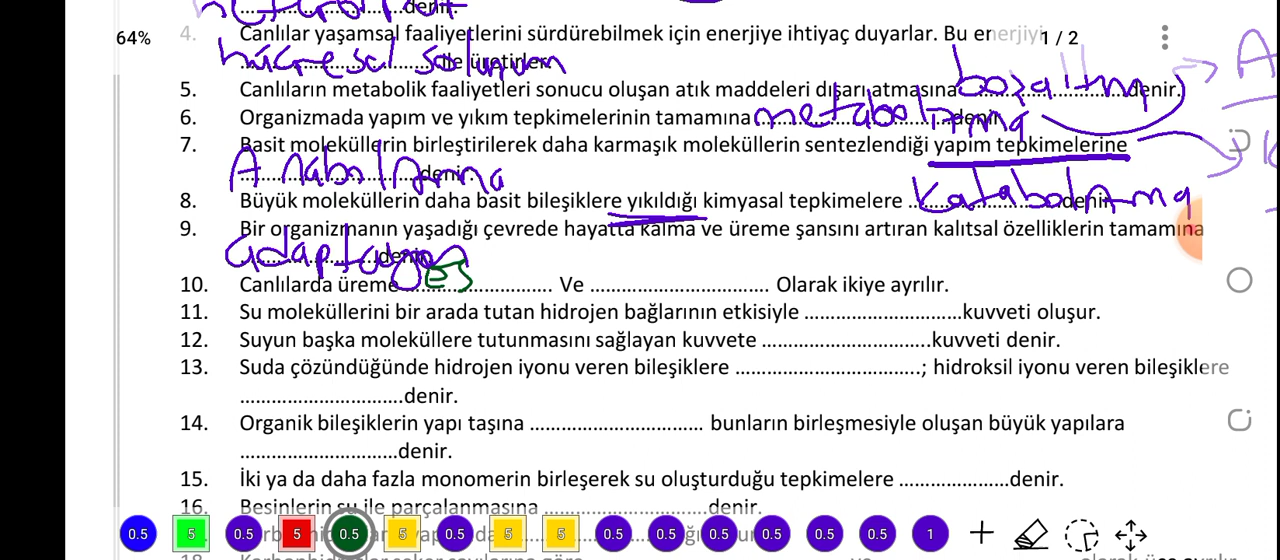 denir.
64%
4. Canlılar yaşamsal faaliyetlerini sürdürebilmek için enerjiye ihtiyaç duyarlar. Bu enerjiyi 1 / 2
hücresel solunum ile üretirler.
5. Canlıların metabolik faaliyetleri sonucu oluşan atık maddeleri dışarı atmasına boşaltma denir.
6. Organizmada yapım ve yıkım tepkimelerinin tamamına metabolizma denir.
7. Basit moleküllerin birleştirilerek daha karmaşık moleküllerin sentezlendiği yapım tepkimelerine
Anabolizma denir.
8. Büyük moleküllerin daha basit bileşiklere yıkıldığı kimyasal tepkimelere Katabolizma denir.
9. Bir organizmanın yaşadığı çevrede hayatta kalma ve üreme şansını artıran kalıtsal özelliklerin tamamına
adaptasyon denir.
10. Canlılarda üreme eş.................. Ve ................................ Olarak ikiye ayrılır.
11. Su moleküllerini bir arada tutan hidrojen bağlarının etkisiyle ............................kuvveti oluşur.
12. Suyun başka moleküllere tutunmasını sağlayan kuvvete ..............................kuvveti denir.
13. Suda çözündüğünde hidrojen iyonu veren bileşiklere .................................; hidroksil iyonu veren bileşiklere
.............................denir.
14. Organik bileşiklerin yapı taşına ............................... bunların birleşmesiyle oluşan büyük yapılara
............................denir.
15. İki ya da daha fazla monomerin birleşerek su oluşturduğu tepkimelere ....................denir.
16. Besinlerin su ile parçalanmasına ..............................denir.
0.5 5 0.5 5 0.5 5 0.5 5 5 0.5 0.5 0.5 0.5 0.5 0.5 1